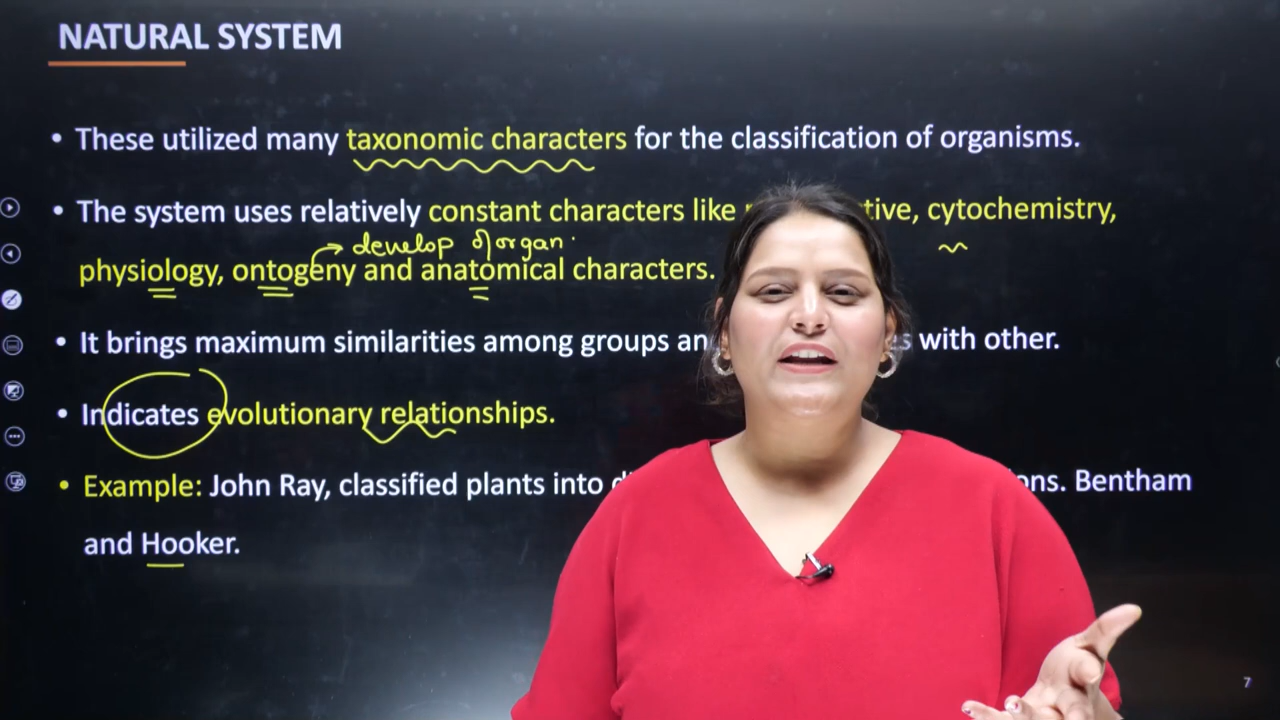 NATURAL SYSTEM
• These utilized many taxonomic characters for the classification of organisms.
• The system uses relatively constant characters like tive, cytochemistry,
→ develop of organ.
physiology, ontogeny and anatomical characters.
• It brings maximum similarities among groups an s with other.
• Indicates evolutionary relationships.
• Example: John Ray, classified plants into d ons. Bentham
and Hooker.
7